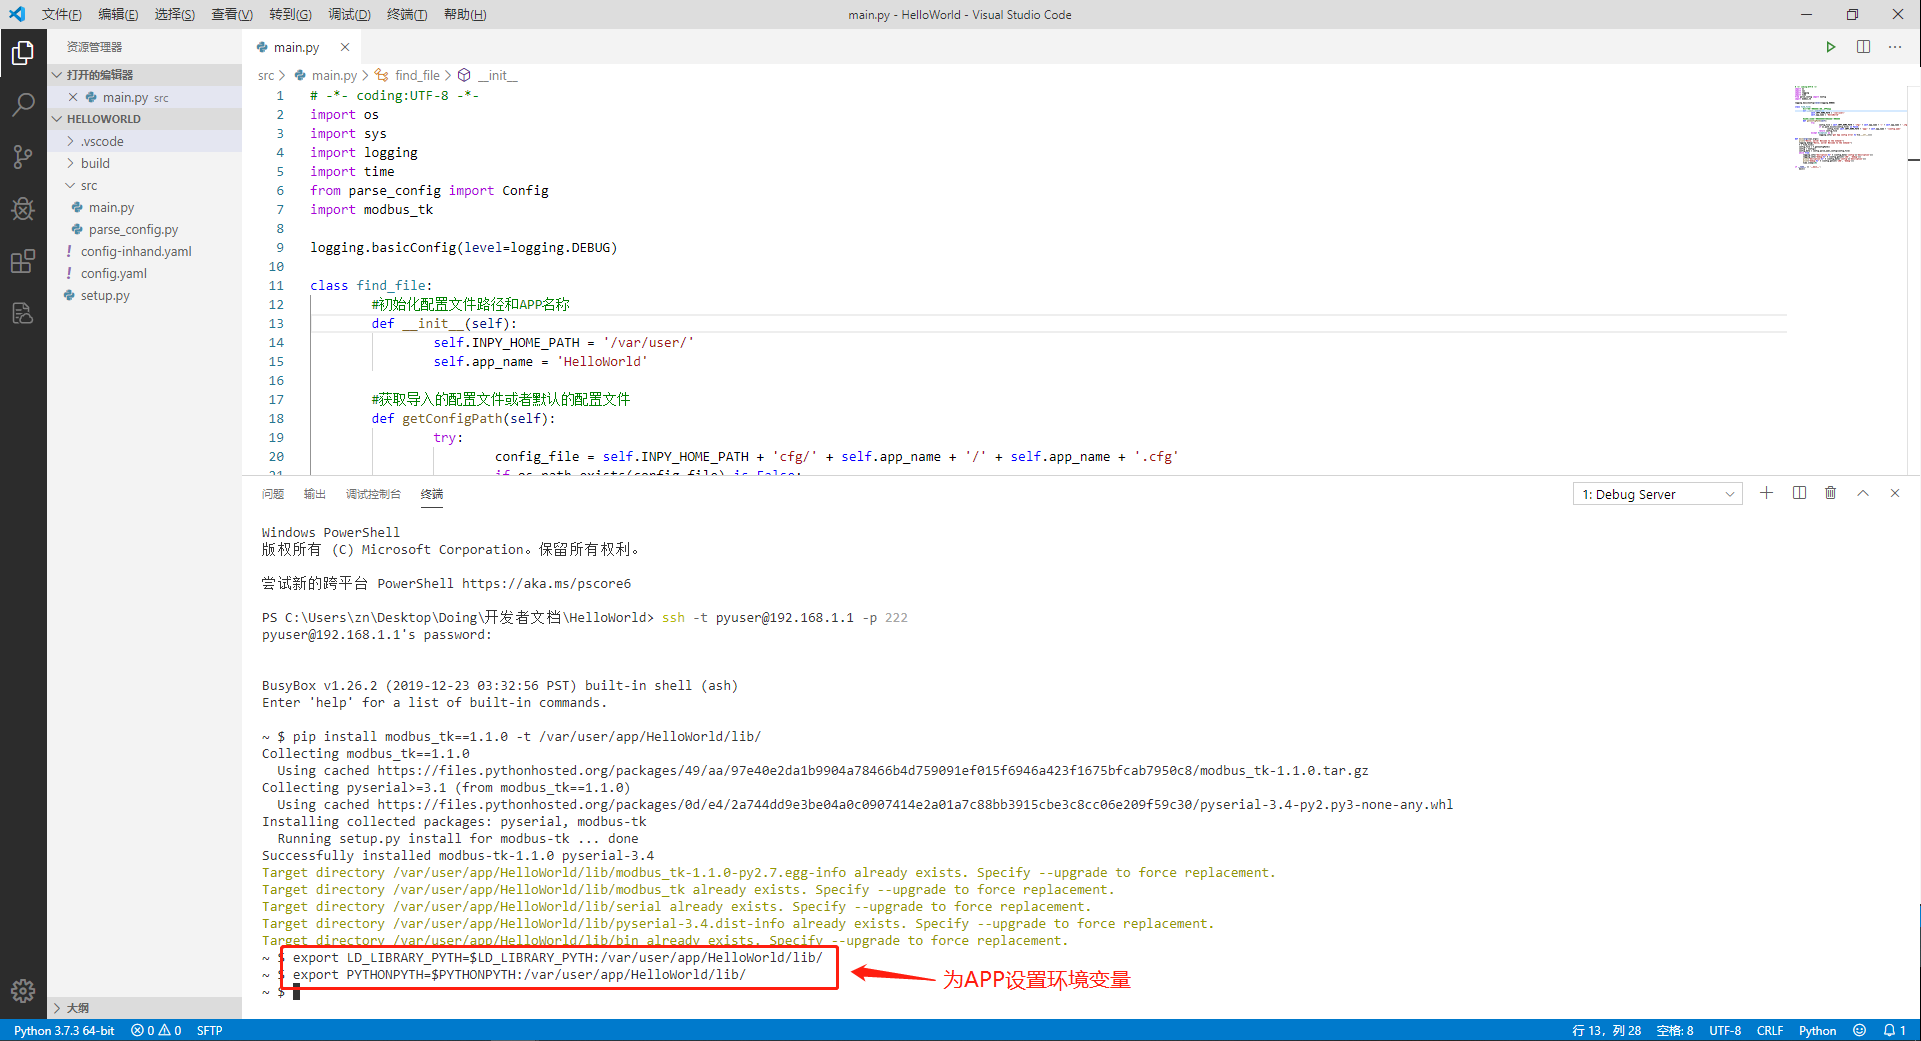 文件(F) 编辑(E) 选择(S) 查看(V) 转到(G) 调试(D) 终端(T) 帮助(H)
main.py - HelloWorld - Visual Studio Code
资源管理器
打开的编辑器
main.py src
HELLOWORLD
.vscode
build
src
main.py
parse_config.py
! config-inhand.yaml
! config.yaml
setup.py
大纲
main.py
src > main.py > find_file > __init__
1 # -*- coding:UTF-8 -*-
2 import os
3 import sys
4 import logging
5 import time
6 from parse_config import Config
7 import modbus_tk
8
9 logging.basicConfig(level=logging.DEBUG)
10
11 class find_file:
12 #初始化配置文件路径和APP名称
13 def __init__(self):
14 self.INPY_HOME_PATH = '/var/user/'
15 self.app_name = 'HelloWorld'
16
17 #获取导入的配置文件或者默认的配置文件
18 def getConfigPath(self):
19 try:
20 config_file = self.INPY_HOME_PATH + 'cfg/' + self.app_name + '/' + self.app_name + '.cfg'
21 if os.path.exists(config_file) is False:
问题 输出 调试控制台 终端
1: Debug Server
Windows PowerShell
版权所有 (C) Microsoft Corporation。保留所有权利。
尝试新的跨平台 PowerShell https://aka.ms/pscore6
PS C:\Users\zn\Desktop\Doing\开发者文档\HelloWorld> ssh -t pyuser@192.168.1.1 -p 222
pyuser@192.168.1.1's password:
BusyBox v1.26.2 (2019-12-23 03:32:56 PST) built-in shell (ash)
Enter 'help' for a list of built-in commands.
~ $ pip install modbus_tk==1.1.0 -t /var/user/app/HelloWorld/lib/
Collecting modbus_tk==1.1.0
Using cached https://files.pythonhosted.org/packages/49/aa/97e40e2da1b9904a78466b4d759091ef015f6946a423f1675bfcab7950c8/modbus_tk-1.1.0.tar.gz
Collecting pyserial>=3.1 (from modbus_tk==1.1.0)
Using cached https://files.pythonhosted.org/packages/0d/e4/2a744dd9e3be04a0c0907414e2a01a7c88bb3915cbe3c8cc06e209f59c30/pyserial-3.4-py2.py3-none-any.whl
Installing collected packages: pyserial, modbus-tk
Running setup.py install for modbus-tk ... done
Successfully installed modbus-tk-1.1.0 pyserial-3.4
Target directory /var/user/app/HelloWorld/lib/modbus_tk-1.1.0-py2.7.egg-info already exists. Specify --upgrade to force replacement.
Target directory /var/user/app/HelloWorld/lib/modbus_tk already exists. Specify --upgrade to force replacement.
Target directory /var/user/app/HelloWorld/lib/serial already exists. Specify --upgrade to force replacement.
Target directory /var/user/app/HelloWorld/lib/pyserial-3.4.dist-info already exists. Specify --upgrade to force replacement.
Target directory /var/user/app/HelloWorld/lib/bin already exists. Specify --upgrade to force replacement.
~ $ export LD_LIBRARY_PYTH=$LD_LIBRARY_PYTH:/var/user/app/HelloWorld/lib/
~ $ export PYTHONPYTH=$PYTHONPYTH:/var/user/app/HelloWorld/lib/
~ $
为APP设置环境变量
Python 3.7.3 64-bit 0 0 SFTP 行 13, 列 28 空格: 8 UTF-8 CRLF Python 1